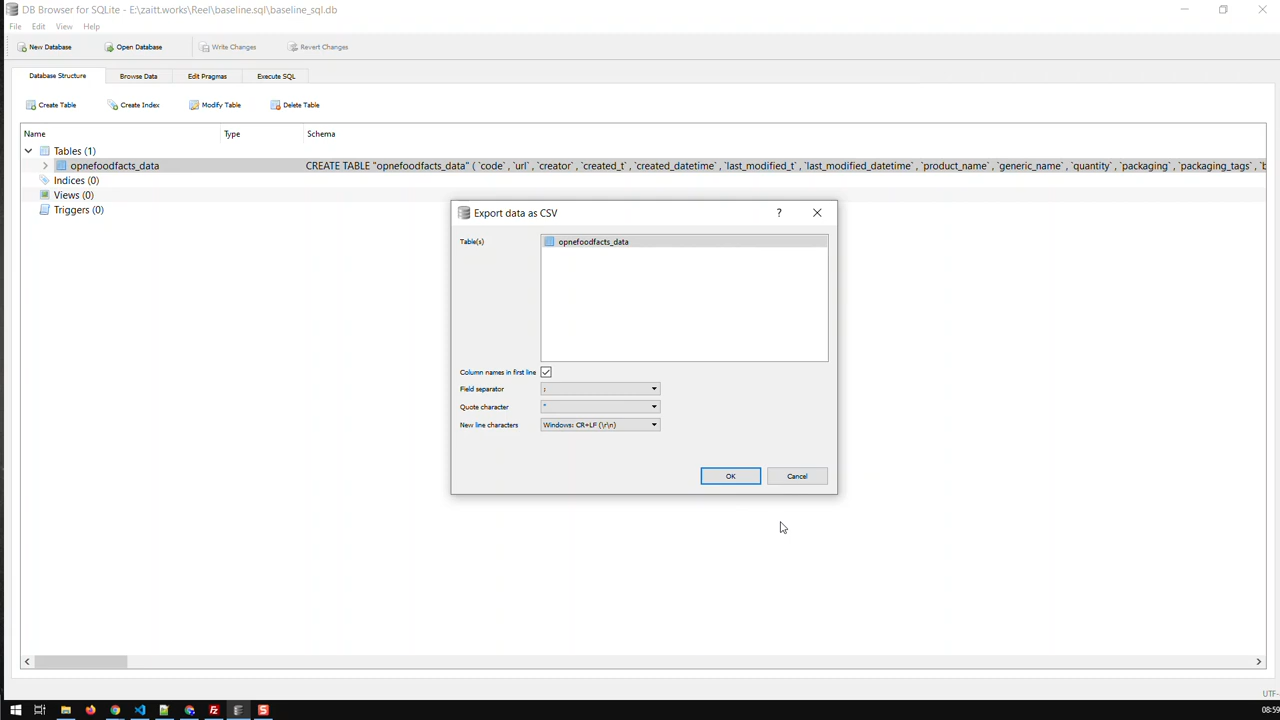 DB Browser for SQLite - E:\zaitt.works\Reel\baseline.sql\baseline_sql.db
File Edit View Help
New Database Open Database Write Changes Revert Changes
Database Structure Browse Data Edit Pragmas Execute SQL
Create Table Create Index Modify Table Delete Table
Name Type Schema
Tables (1)
opnefoodfacts_data CREATE TABLE "opnefoodfacts_data" ( `code`, `url`, `creator`, `created_t`, `created_datetime`, `last_modified_t`, `last_modified_datetime`, `product_name`, `generic_name`, `quantity`, `packaging`, `packaging_tags`, `b
Indices (0)
Views (0)
Triggers (0)
Export data as CSV ?
Table(s) opnefoodfacts_data
Column names in first line
Field separator ;
Quote character "
New line characters Windows: CR+LF (\r\n)
OK Cancel
UTF-
08:59